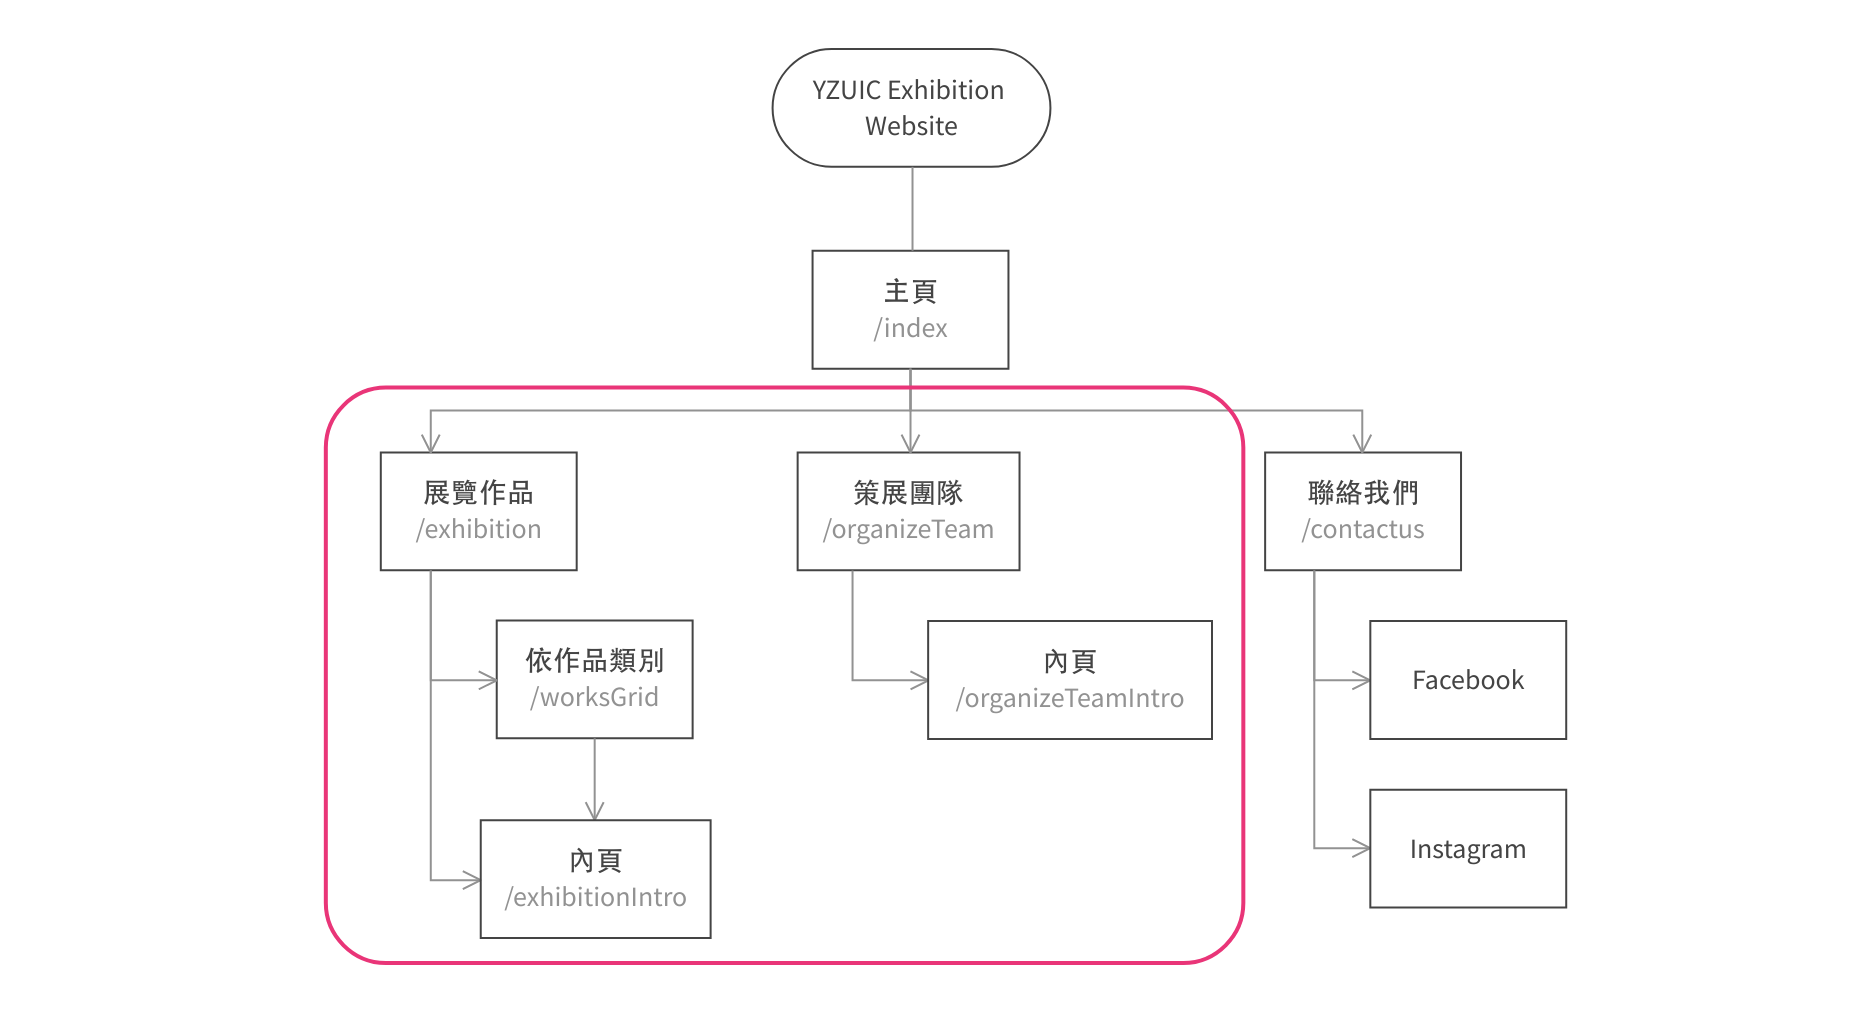 YZUIC Exhibition
Website
主頁
/index
展覽作品
/exhibition
策展團隊
/organizeTeam
聯絡我們
/contactus
依作品類別
/worksGrid
內頁
/organizeTeamIntro
Facebook
內頁
/exhibitionIntro
Instagram